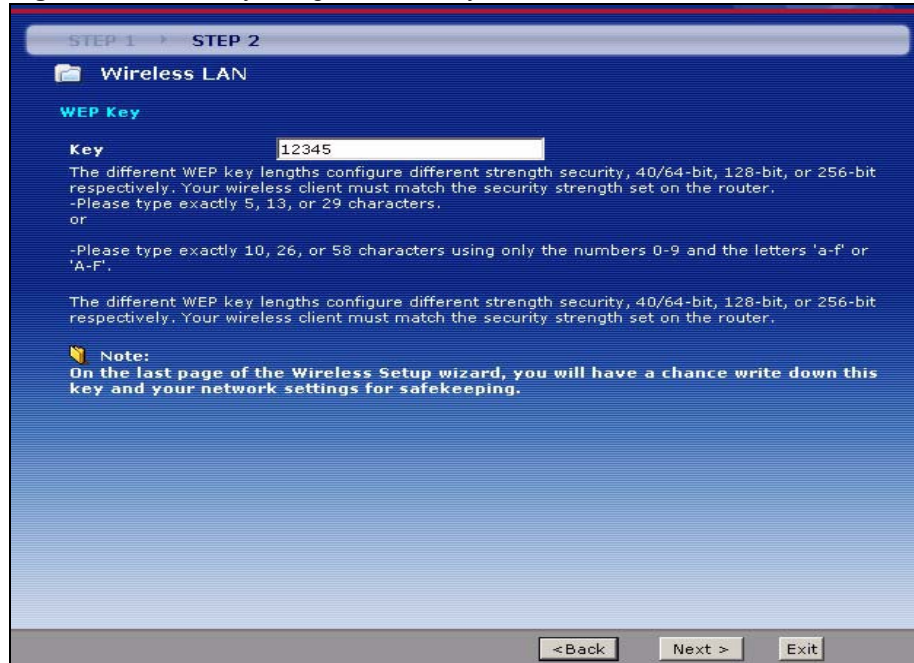 STEP 1 STEP 2
Wireless LAN
WEP Key
Key 12345
The different WEP key lengths configure different strength security, 40/64-bit, 128-bit, or 256-bit
respectively. Your wireless client must match the security strength set on the router.
-Please type exactly 5, 13, or 29 characters.
or
-Please type exactly 10, 26, or 58 characters using only the numbers 0-9 and the letters 'a-f' or
'A-F'.
The different WEP key lengths configure different strength security, 40/64-bit, 128-bit, or 256-bit
respectively. Your wireless client must match the security strength set on the router.
Note:
On the last page of the Wireless Setup wizard, you will have a chance write down this
key and your network settings for safekeeping.
<Back Next > Exit